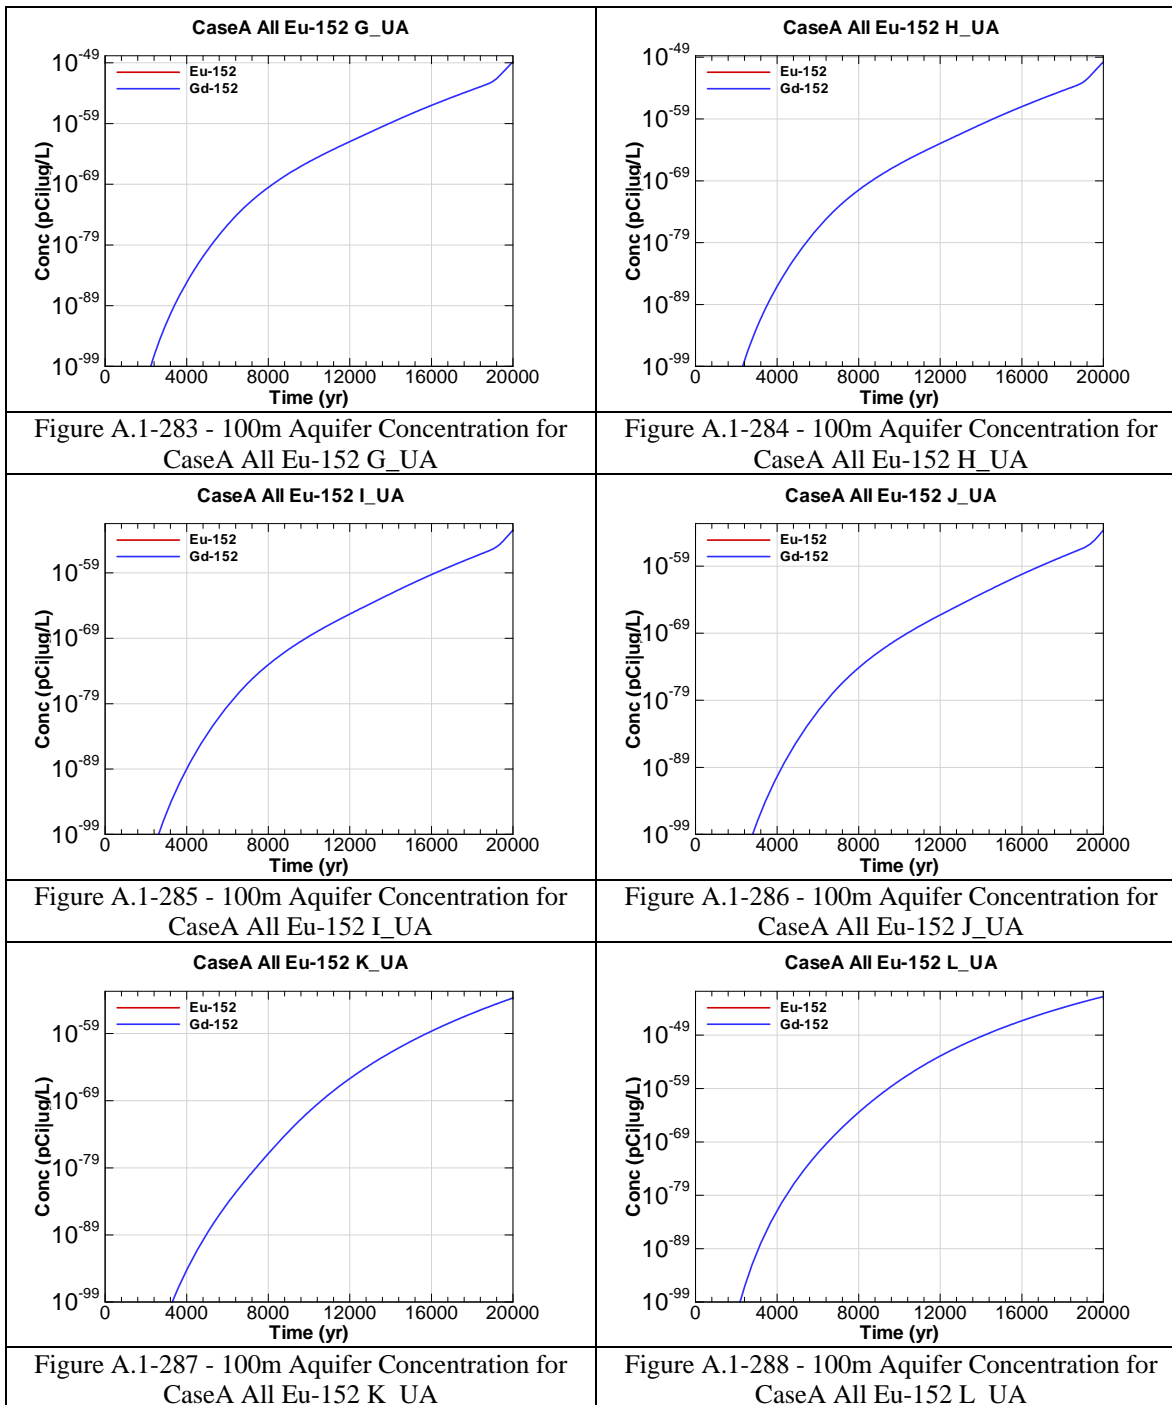 CaseA All Eu-152 G_UA
Eu-152
Gd-152
Conc (pCi|ug/L)
10-49
10-59
10-69
10-79
10-89
10-99
0 4000 8000 12000 16000 20000
Time (yr)
Figure A.1-283 - 100m Aquifer Concentration for
CaseA All Eu-152 G_UA
CaseA All Eu-152 H_UA
Eu-152
Gd-152
Conc (pCi|ug/L)
10-49
10-59
10-69
10-79
10-89
10-99
0 4000 8000 12000 16000 20000
Time (yr)
Figure A.1-284 - 100m Aquifer Concentration for
CaseA All Eu-152 H_UA
CaseA All Eu-152 I_UA
Eu-152
Gd-152
Conc (pCi|ug/L)
10-59
10-69
10-79
10-89
10-99
0 4000 8000 12000 16000 20000
Time (yr)
Figure A.1-285 - 100m Aquifer Concentration for
CaseA All Eu-152 I_UA
CaseA All Eu-152 J_UA
Eu-152
Gd-152
Conc (pCi|ug/L)
10-59
10-69
10-79
10-89
10-99
0 4000 8000 12000 16000 20000
Time (yr)
Figure A.1-286 - 100m Aquifer Concentration for
CaseA All Eu-152 J_UA
CaseA All Eu-152 K_UA
Eu-152
Gd-152
Conc (pCi|ug/L)
10-59
10-69
10-79
10-89
10-99
0 4000 8000 12000 16000 20000
Time (yr)
Figure A.1-287 - 100m Aquifer Concentration for
CaseA All Eu-152 K_UA
CaseA All Eu-152 L_UA
Eu-152
Gd-152
Conc (pCi|ug/L)
10-49
10-59
10-69
10-79
10-89
10-99
0 4000 8000 12000 16000 20000
Time (yr)
Figure A.1-288 - 100m Aquifer Concentration for
CaseA All Eu-152 L_UA